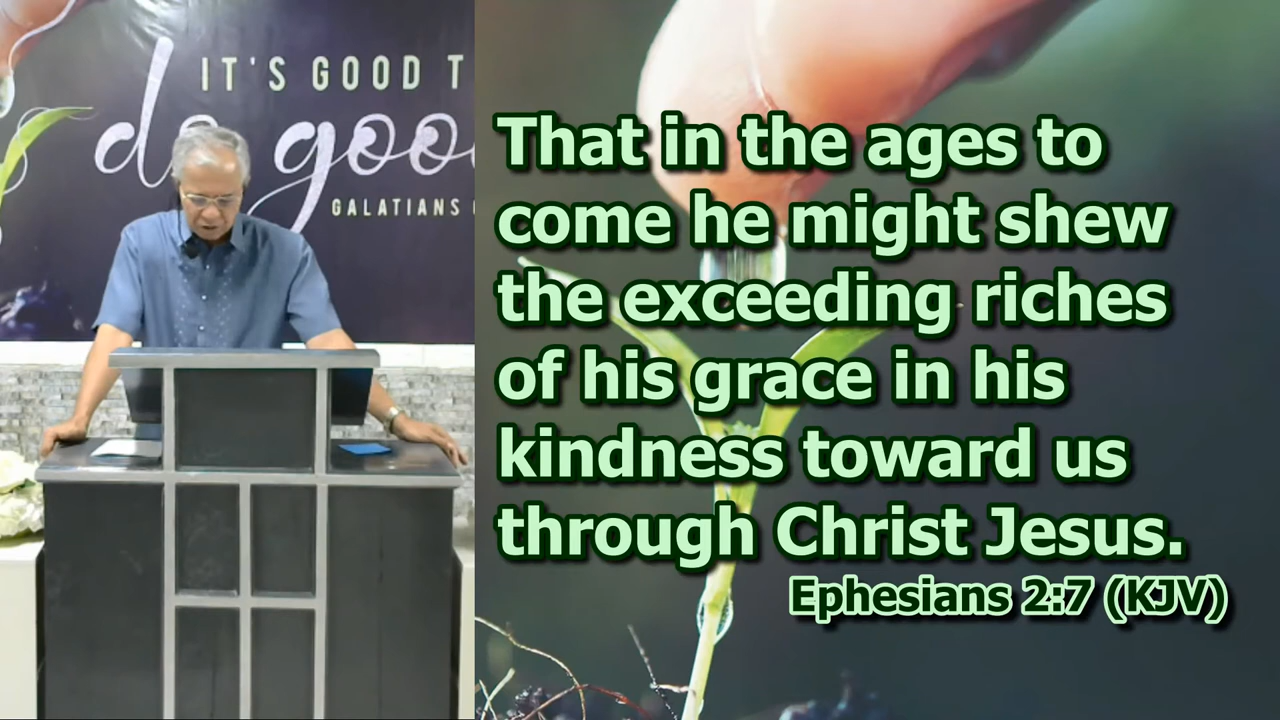 IT'S GOOD T
do goo
GALATIANS
That in the ages to
come he might shew
the exceeding riches
of his grace in his
kindness toward us
through Christ Jesus.
Ephesians 2:7 (KJV)